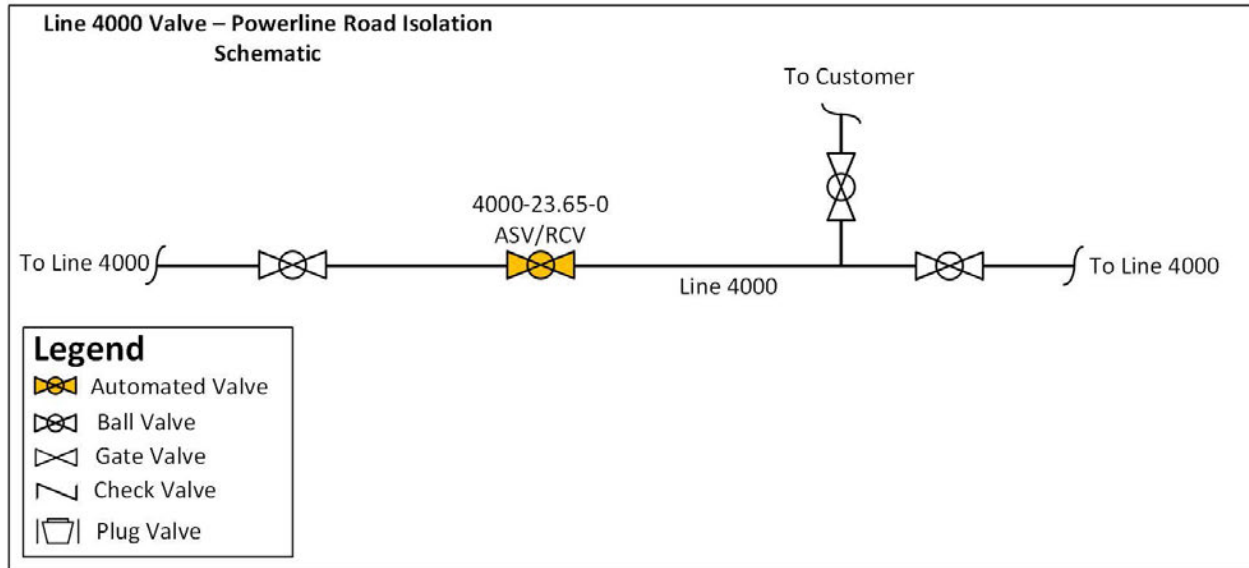 Line 4000 Valve – Powerline Road Isolation
Schematic
To Customer
4000-23.65-0
ASV/RCV
To Line 4000
Line 4000
To Line 4000
Legend
Automated Valve
Ball Valve
Gate Valve
Check Valve
Plug Valve